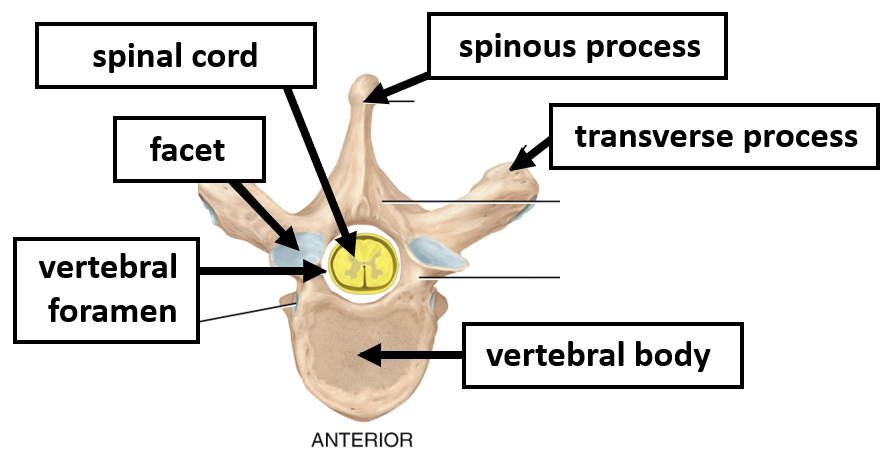 spinal cord
spinous process
facet
transverse process
vertebral
foramen
vertebral body
ANTERIOR